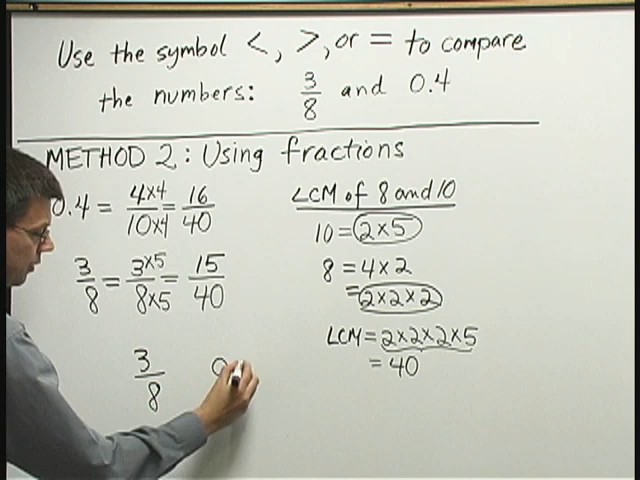 Use the symbol <, >, or = to compare
the numbers: 3/8 and 0.4
METHOD 2: Using fractions
0.4 = 4×4/10×4 = 16/40
3/8 = 3×5/8×5 = 15/40
3/8 0.
LCM of 8 and 10
10 = 2×5
8 = 4×2
= 2×2×2
LCM = 2×2×2×5
= 40